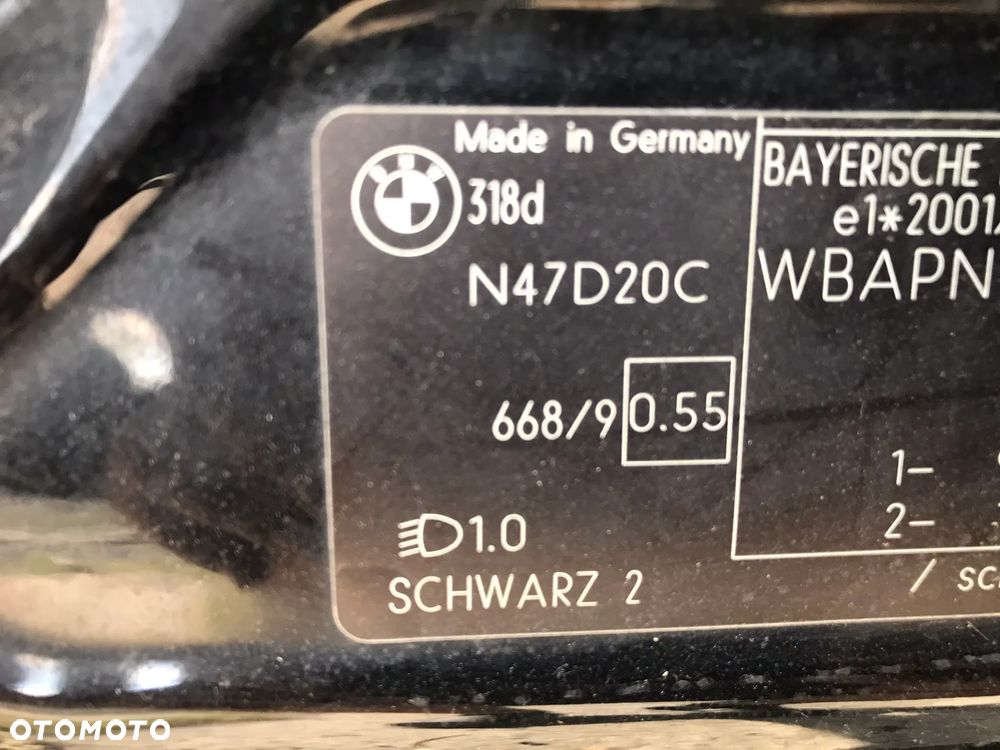 Made in Germany
318d
N47D20C
668/9 0.55
1.0
SCHWARZ 2
BAYERISCHE
e1*2001
WBAPN
1-
2-
/ SC
OTOMOTO